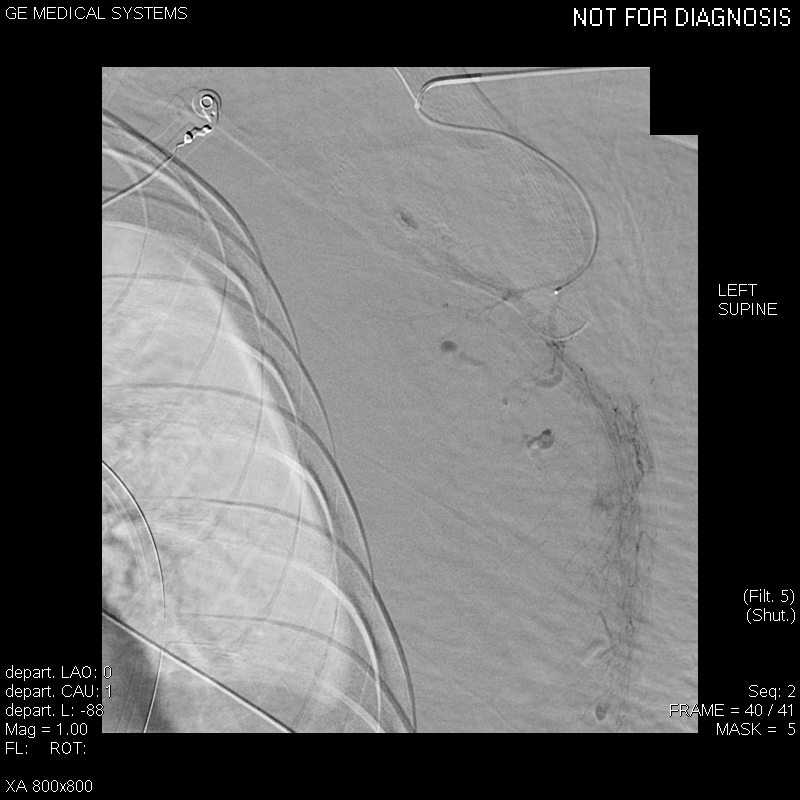 GE MEDICAL SYSTEMS
NOT FOR DIAGNOSIS
LEFT
SUPINE
(Filt. 5)
(Shut.)
depart. LAO: 0
depart. CAU: 1
depart. L: -88
Mag = 1.00
FL: ROT:
Seq: 2
FRAME = 40 / 41
MASK = 5
XA 800x800